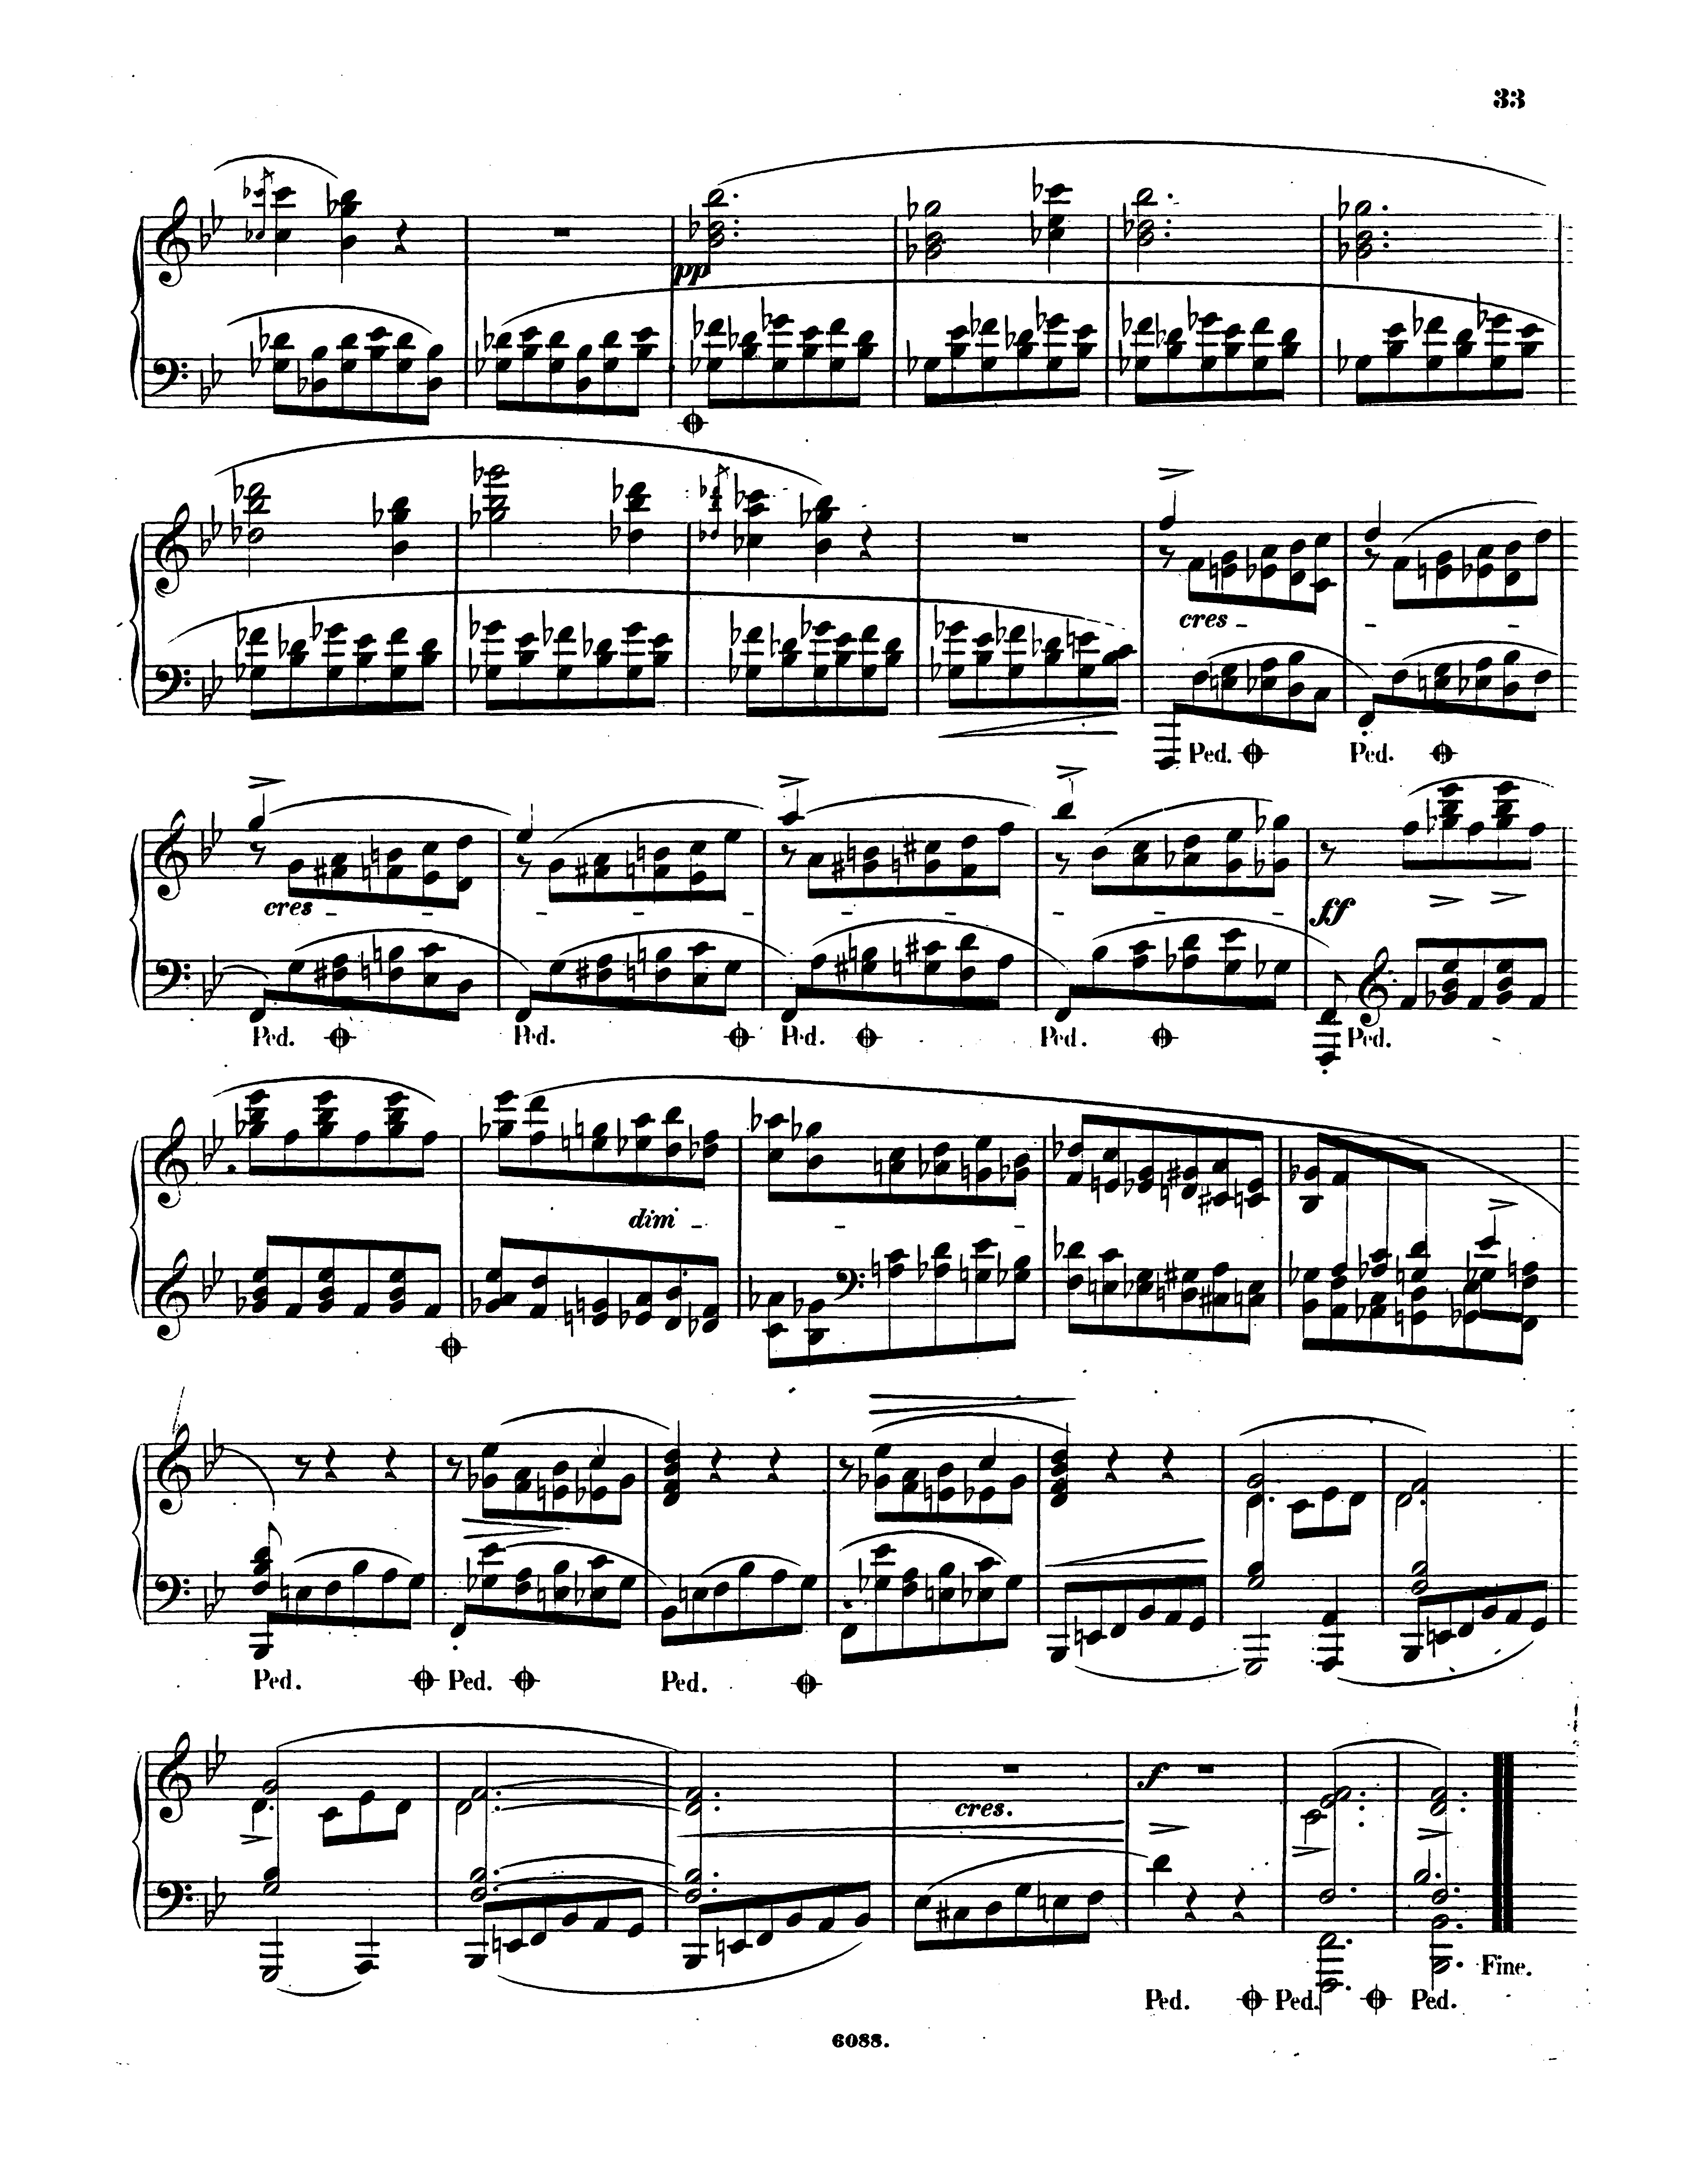 33
pp
cres -
Ped. Ped.
cres -
ff
Ped. Ped. Ped. Ped. Ped.
dim -
Ped. Ped. Ped.
f
cres.
Fine.
Ped. Ped. Ped.
6088.